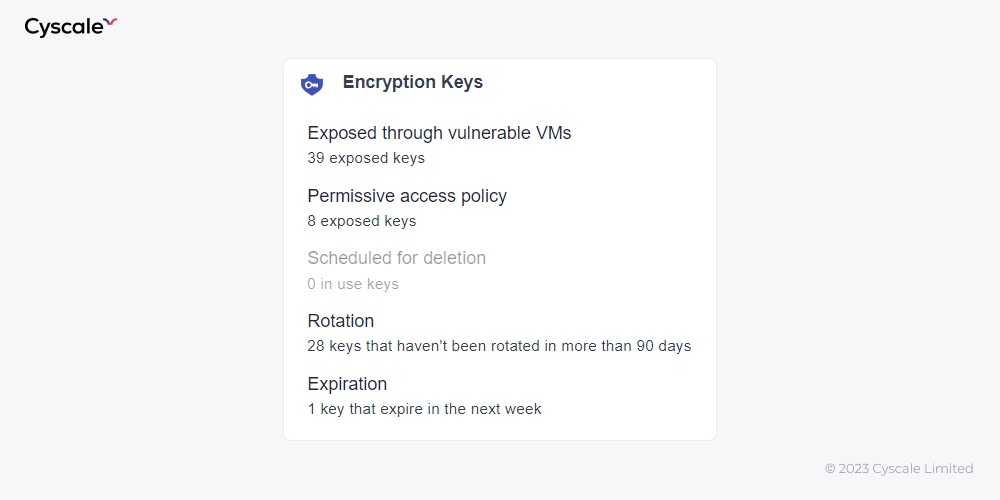 Cyscale
Encryption Keys
Exposed through vulnerable VMs
39 exposed keys
Permissive access policy
8 exposed keys
Scheduled for deletion
0 in use keys
Rotation
28 keys that haven't been rotated in more than 90 days
Expiration
1 key that expire in the next week
© 2023 Cyscale Limited